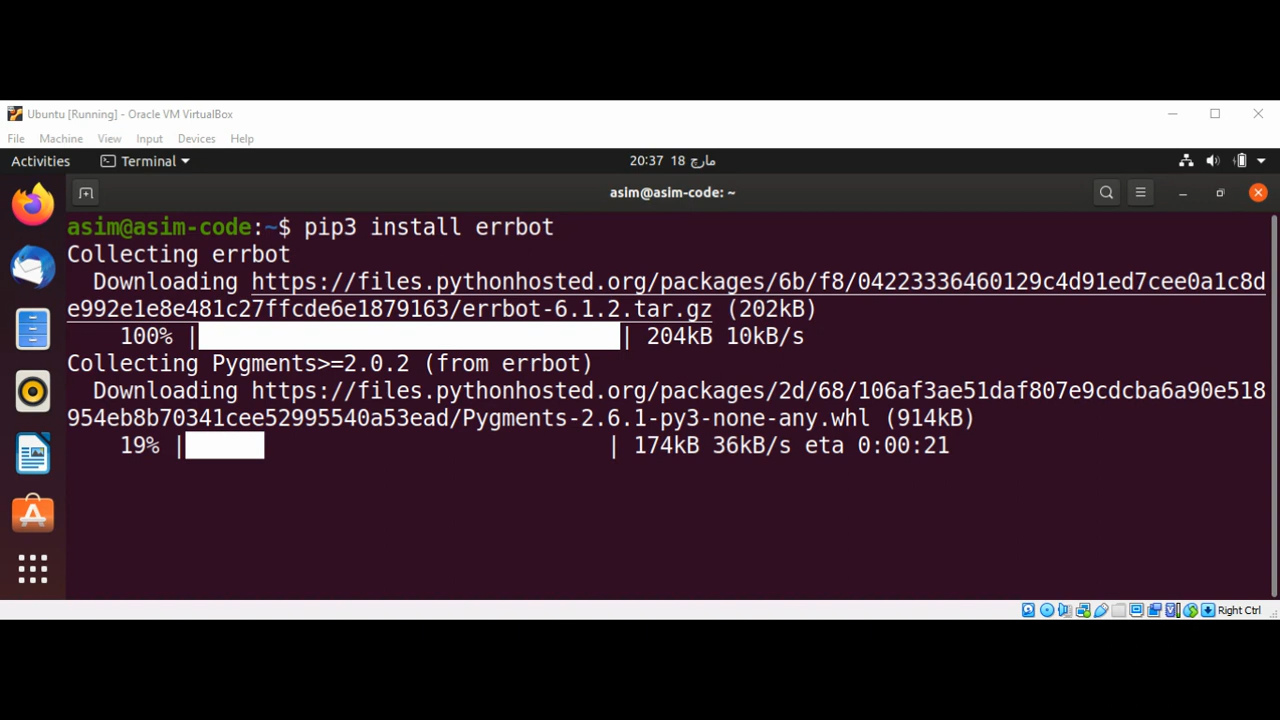 Ubuntu [Running] - Oracle VM VirtualBox
File Machine View Input Devices Help
Activities Terminal 20:37 18 مارچ
asim@asim-code: ~
asim@asim-code:~$ pip3 install errbot
Collecting errbot
Downloading https://files.pythonhosted.org/packages/6b/f8/04223336460129c4d91ed7cee0a1c8d
e992e1e8e481c27ffcde6e1879163/errbot-6.1.2.tar.gz (202kB)
100% | | 204kB 10kB/s
Collecting Pygments>=2.0.2 (from errbot)
Downloading https://files.pythonhosted.org/packages/2d/68/106af3ae51daf807e9cdcba6a90e518
954eb8b70341cee52995540a53ead/Pygments-2.6.1-py3-none-any.whl (914kB)
19% | | 174kB 36kB/s eta 0:00:21
Right Ctrl